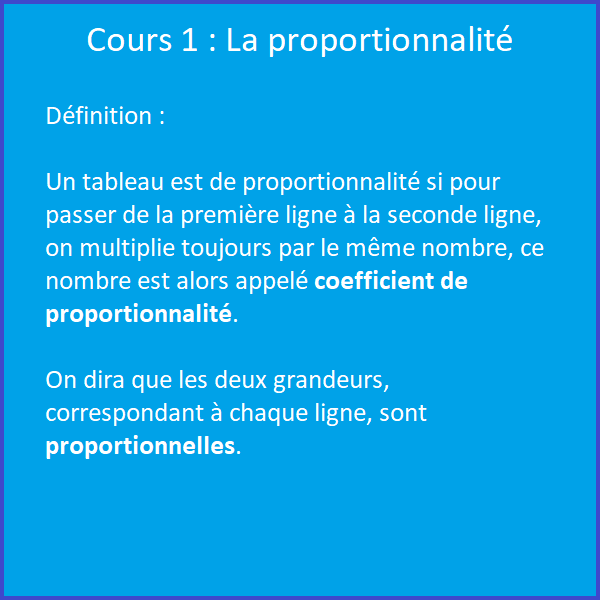 Cours 1 : La proportionnalité
Définition :
Un tableau est de proportionnalité si pour
passer de la première ligne à la seconde ligne,
on multiplie toujours par le même nombre, ce
nombre est alors appelé coefficient de
proportionnalité.
On dira que les deux grandeurs,
correspondant à chaque ligne, sont
proportionnelles.